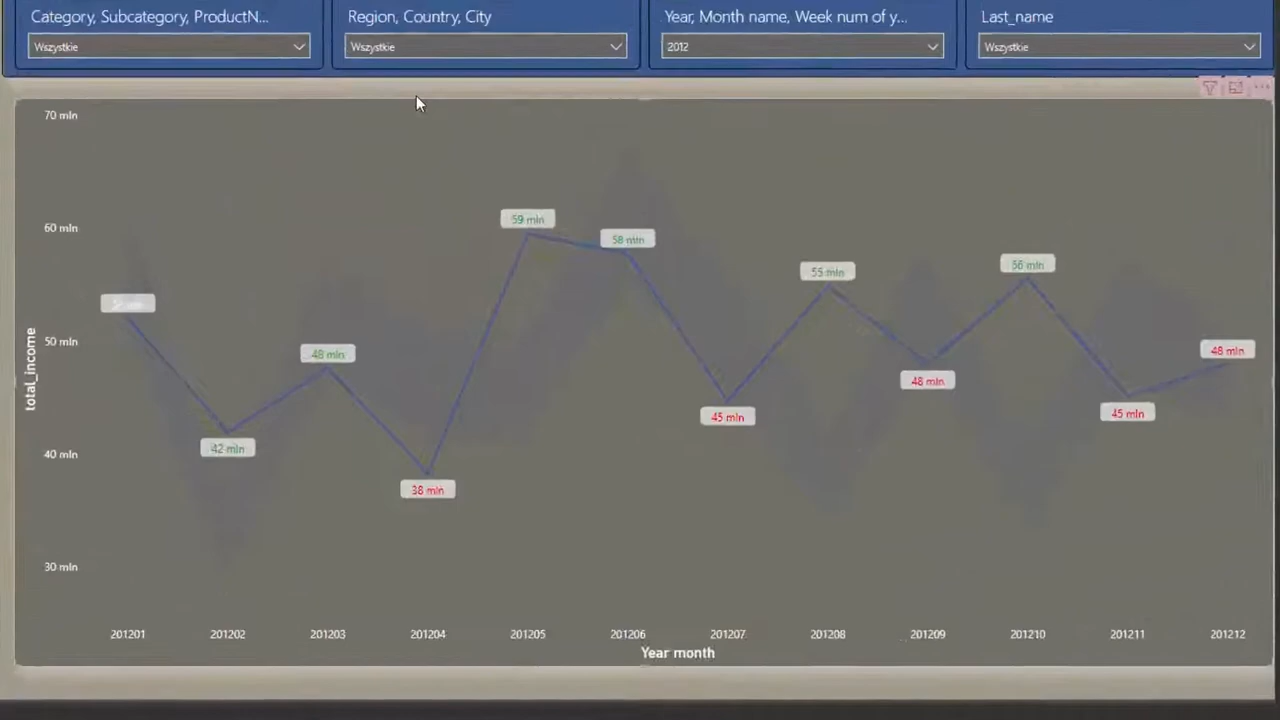 Category, Subcategory, ProductN...
Wszystkie
Region, Country, City
Wszystkie
Year, Month name, Week num of y...
2012
Last_name
Wszystkie
70 mln
60 mln
50 mln
40 mln
30 mln
total_income
42 mln
48 mln
38 mln
59 mln
58 mln
45 mln
55 mln
48 mln
56 mln
45 mln
48 mln
201201
201202
201203
201204
201205
201206
201207
201208
201209
201210
201211
201212
Year month